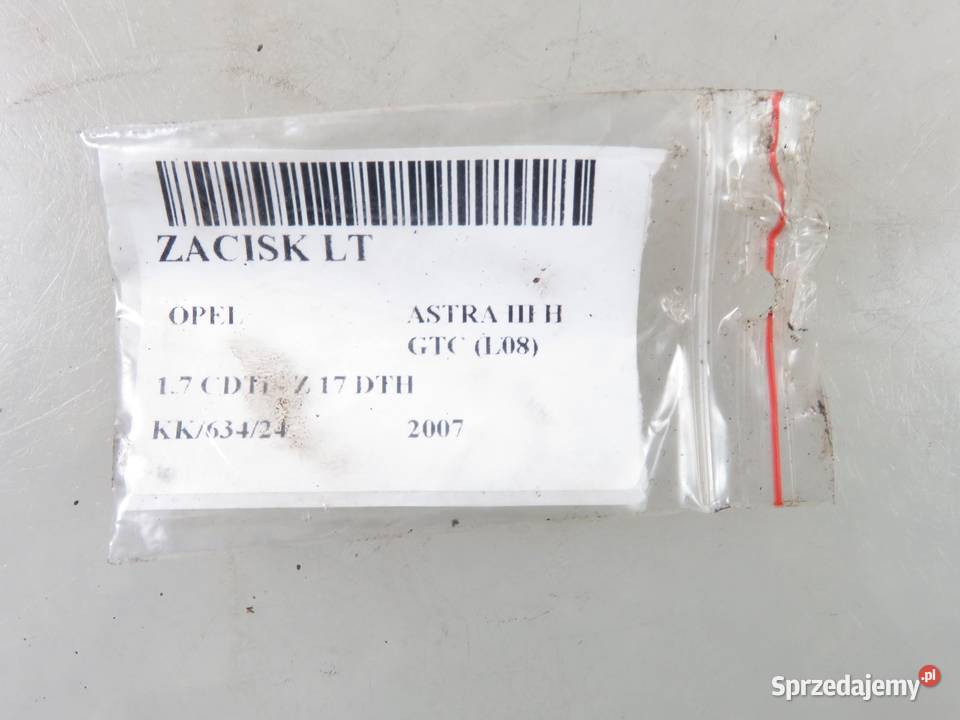 ZACISK LT
OPEL ASTRA III H
GTC (L08)
1.7 CDTI - Z 17 DTH
KK/634/24 2007
Sprzedajemy.pl